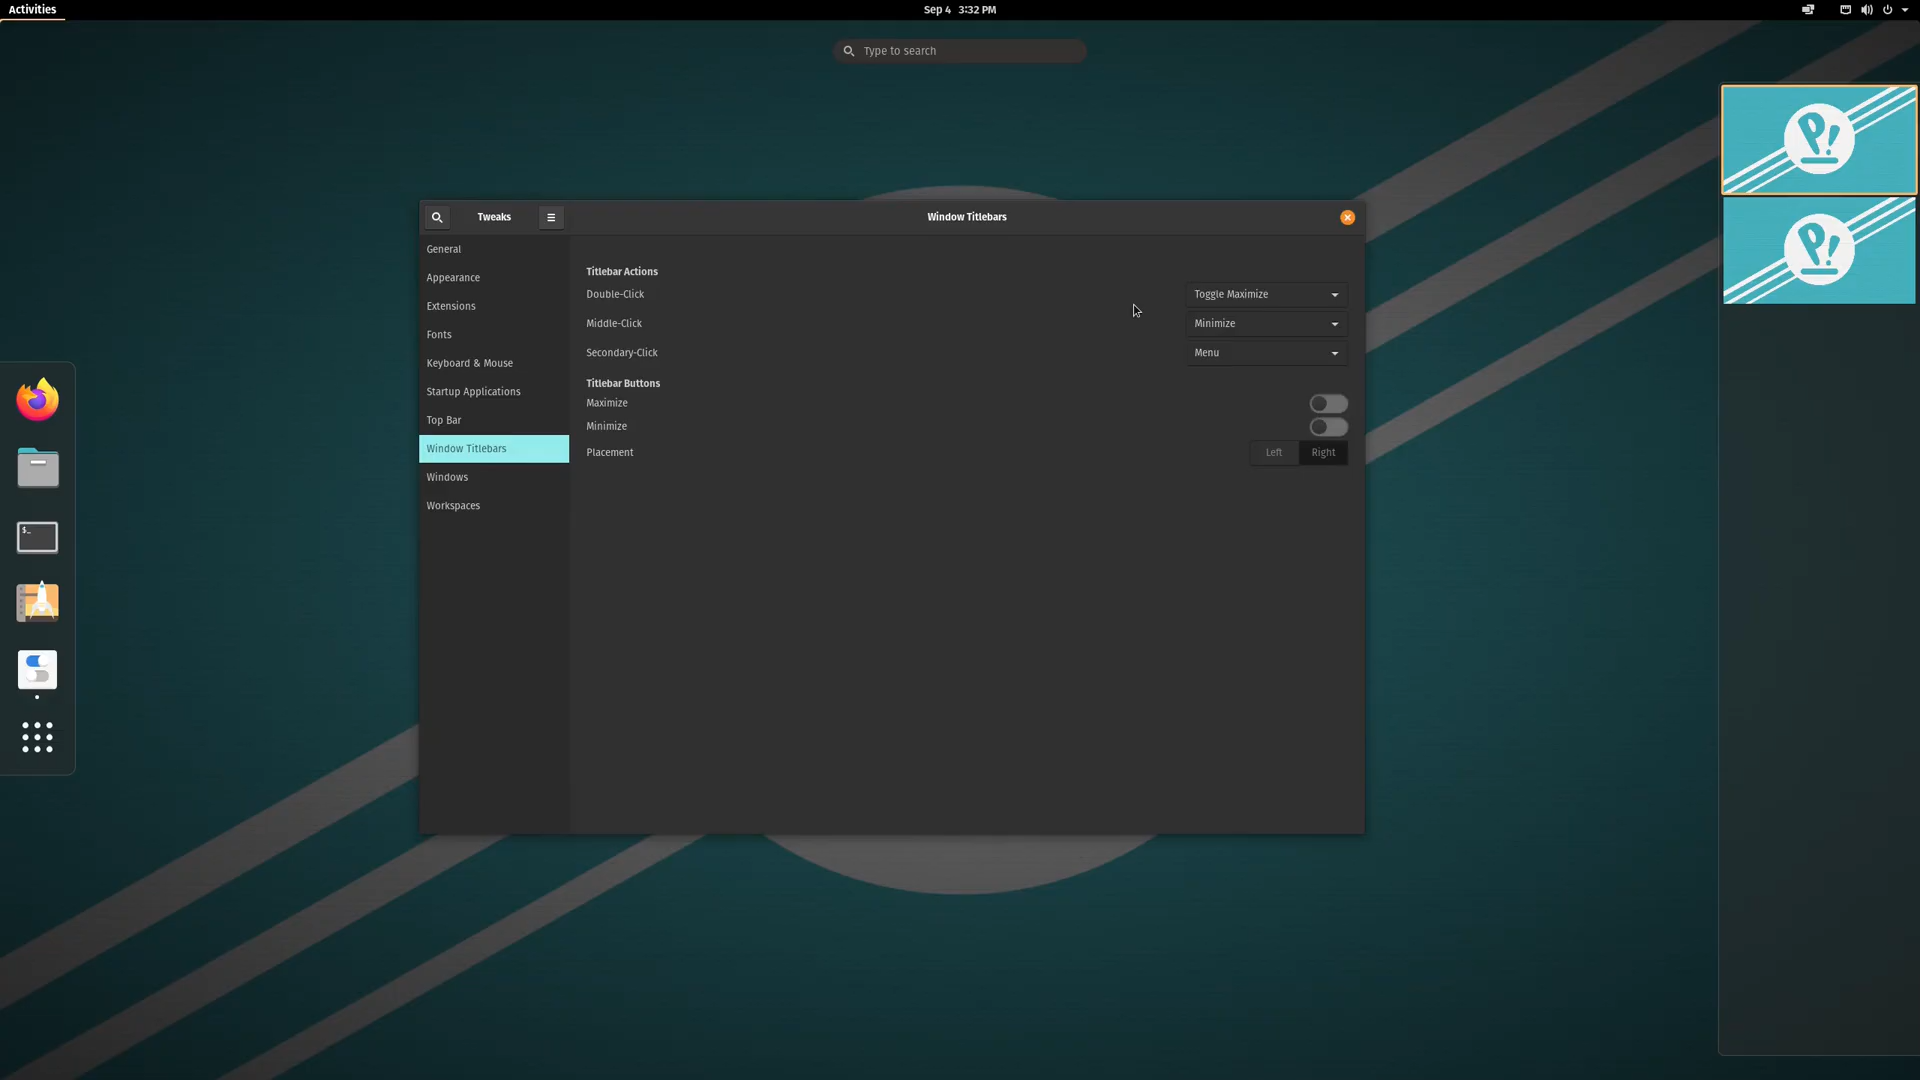 Activities
Sep 4 3:32 PM
Type to search
Tweaks
Window Titlebars
General
Appearance
Extensions
Fonts
Keyboard & Mouse
Startup Applications
Top Bar
Window Titlebars
Windows
Workspaces
Titlebar Actions
Double-Click Toggle Maximize
Middle-Click Minimize
Secondary-Click Menu
Titlebar Buttons
Maximize
Minimize
Placement Left Right
$_
P!
P!